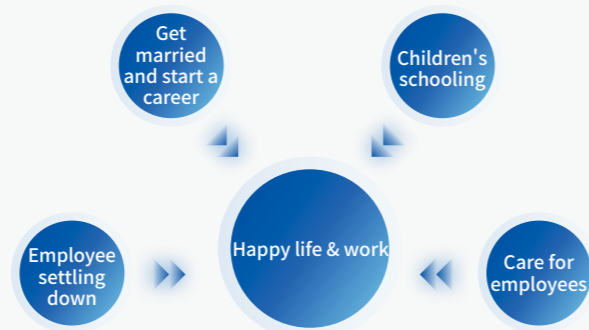 Get
married
and start a
career
Children's
schooling
Happy life & work
Employee
settling
down
Care for
employees